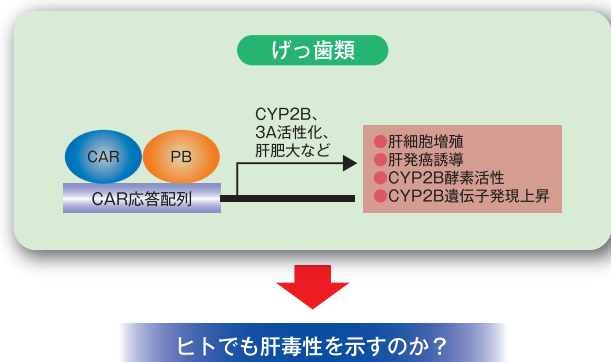 げっ歯類
CYP2B、
3A活性化、
肝肥大など
CAR
PB
CAR応答配列
●肝細胞増殖
●肝発癌誘導
●CYP2B酵素活性
●CYP2B遺伝子発現上昇
ヒトでも肝毒性を示すのか？